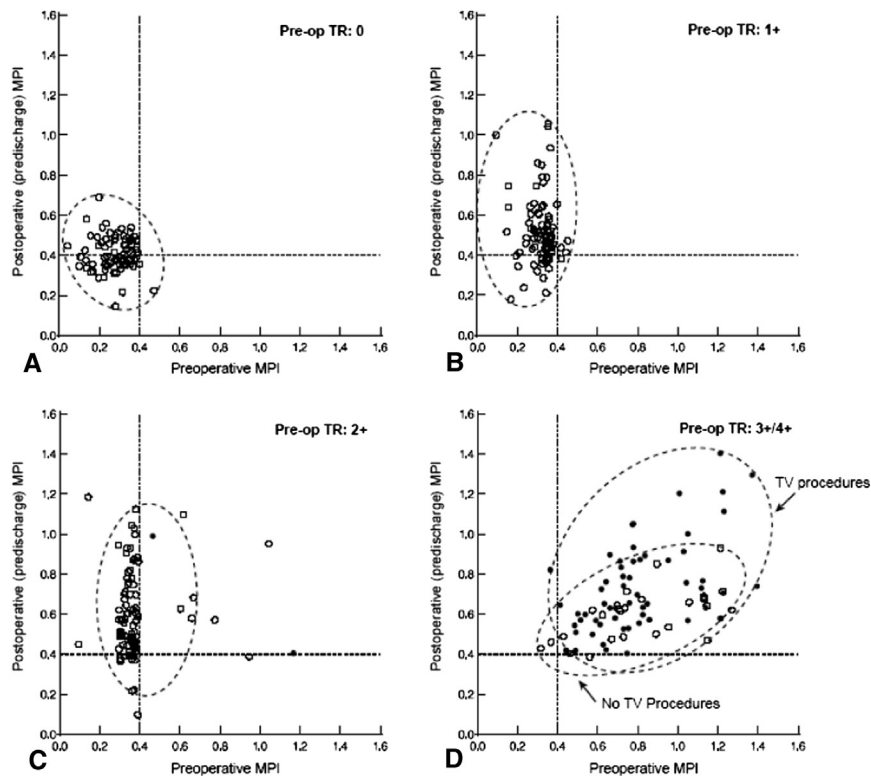 Pre-op TR: 0
Postoperative (predischarge) MPI
1.6
1.4
1.2
1.0
0.8
0.6
0.4
0.2
0.0
0.0 0.2 0.4 0.6 0.8 1.0 1.2 1.4 1.6
Preoperative MPI
A
Pre-op TR: 1+
Postoperative (predischarge) MPI
1.6
1.4
1.2
1.0
0.8
0.6
0.4
0.2
0.0
0.0 0.2 0.4 0.6 0.8 1.0 1.2 1.4 1.6
Preoperative MPI
B
Pre-op TR: 2+
Postoperative (predischarge) MPI
1.6
1.4
1.2
1.0
0.8
0.6
0.4
0.2
0.0
0.0 0.2 0.4 0.6 0.8 1.0 1.2 1.4 1.6
Preoperative MPI
C
Pre-op TR: 3+/4+
TV procedures
No TV Procedures
Postoperative (predischarge) MPI
1.6
1.4
1.2
1.0
0.8
0.6
0.4
0.2
0.0
0.0 0.2 0.4 0.6 0.8 1.0 1.2 1.4 1.6
Preoperative MPI
D